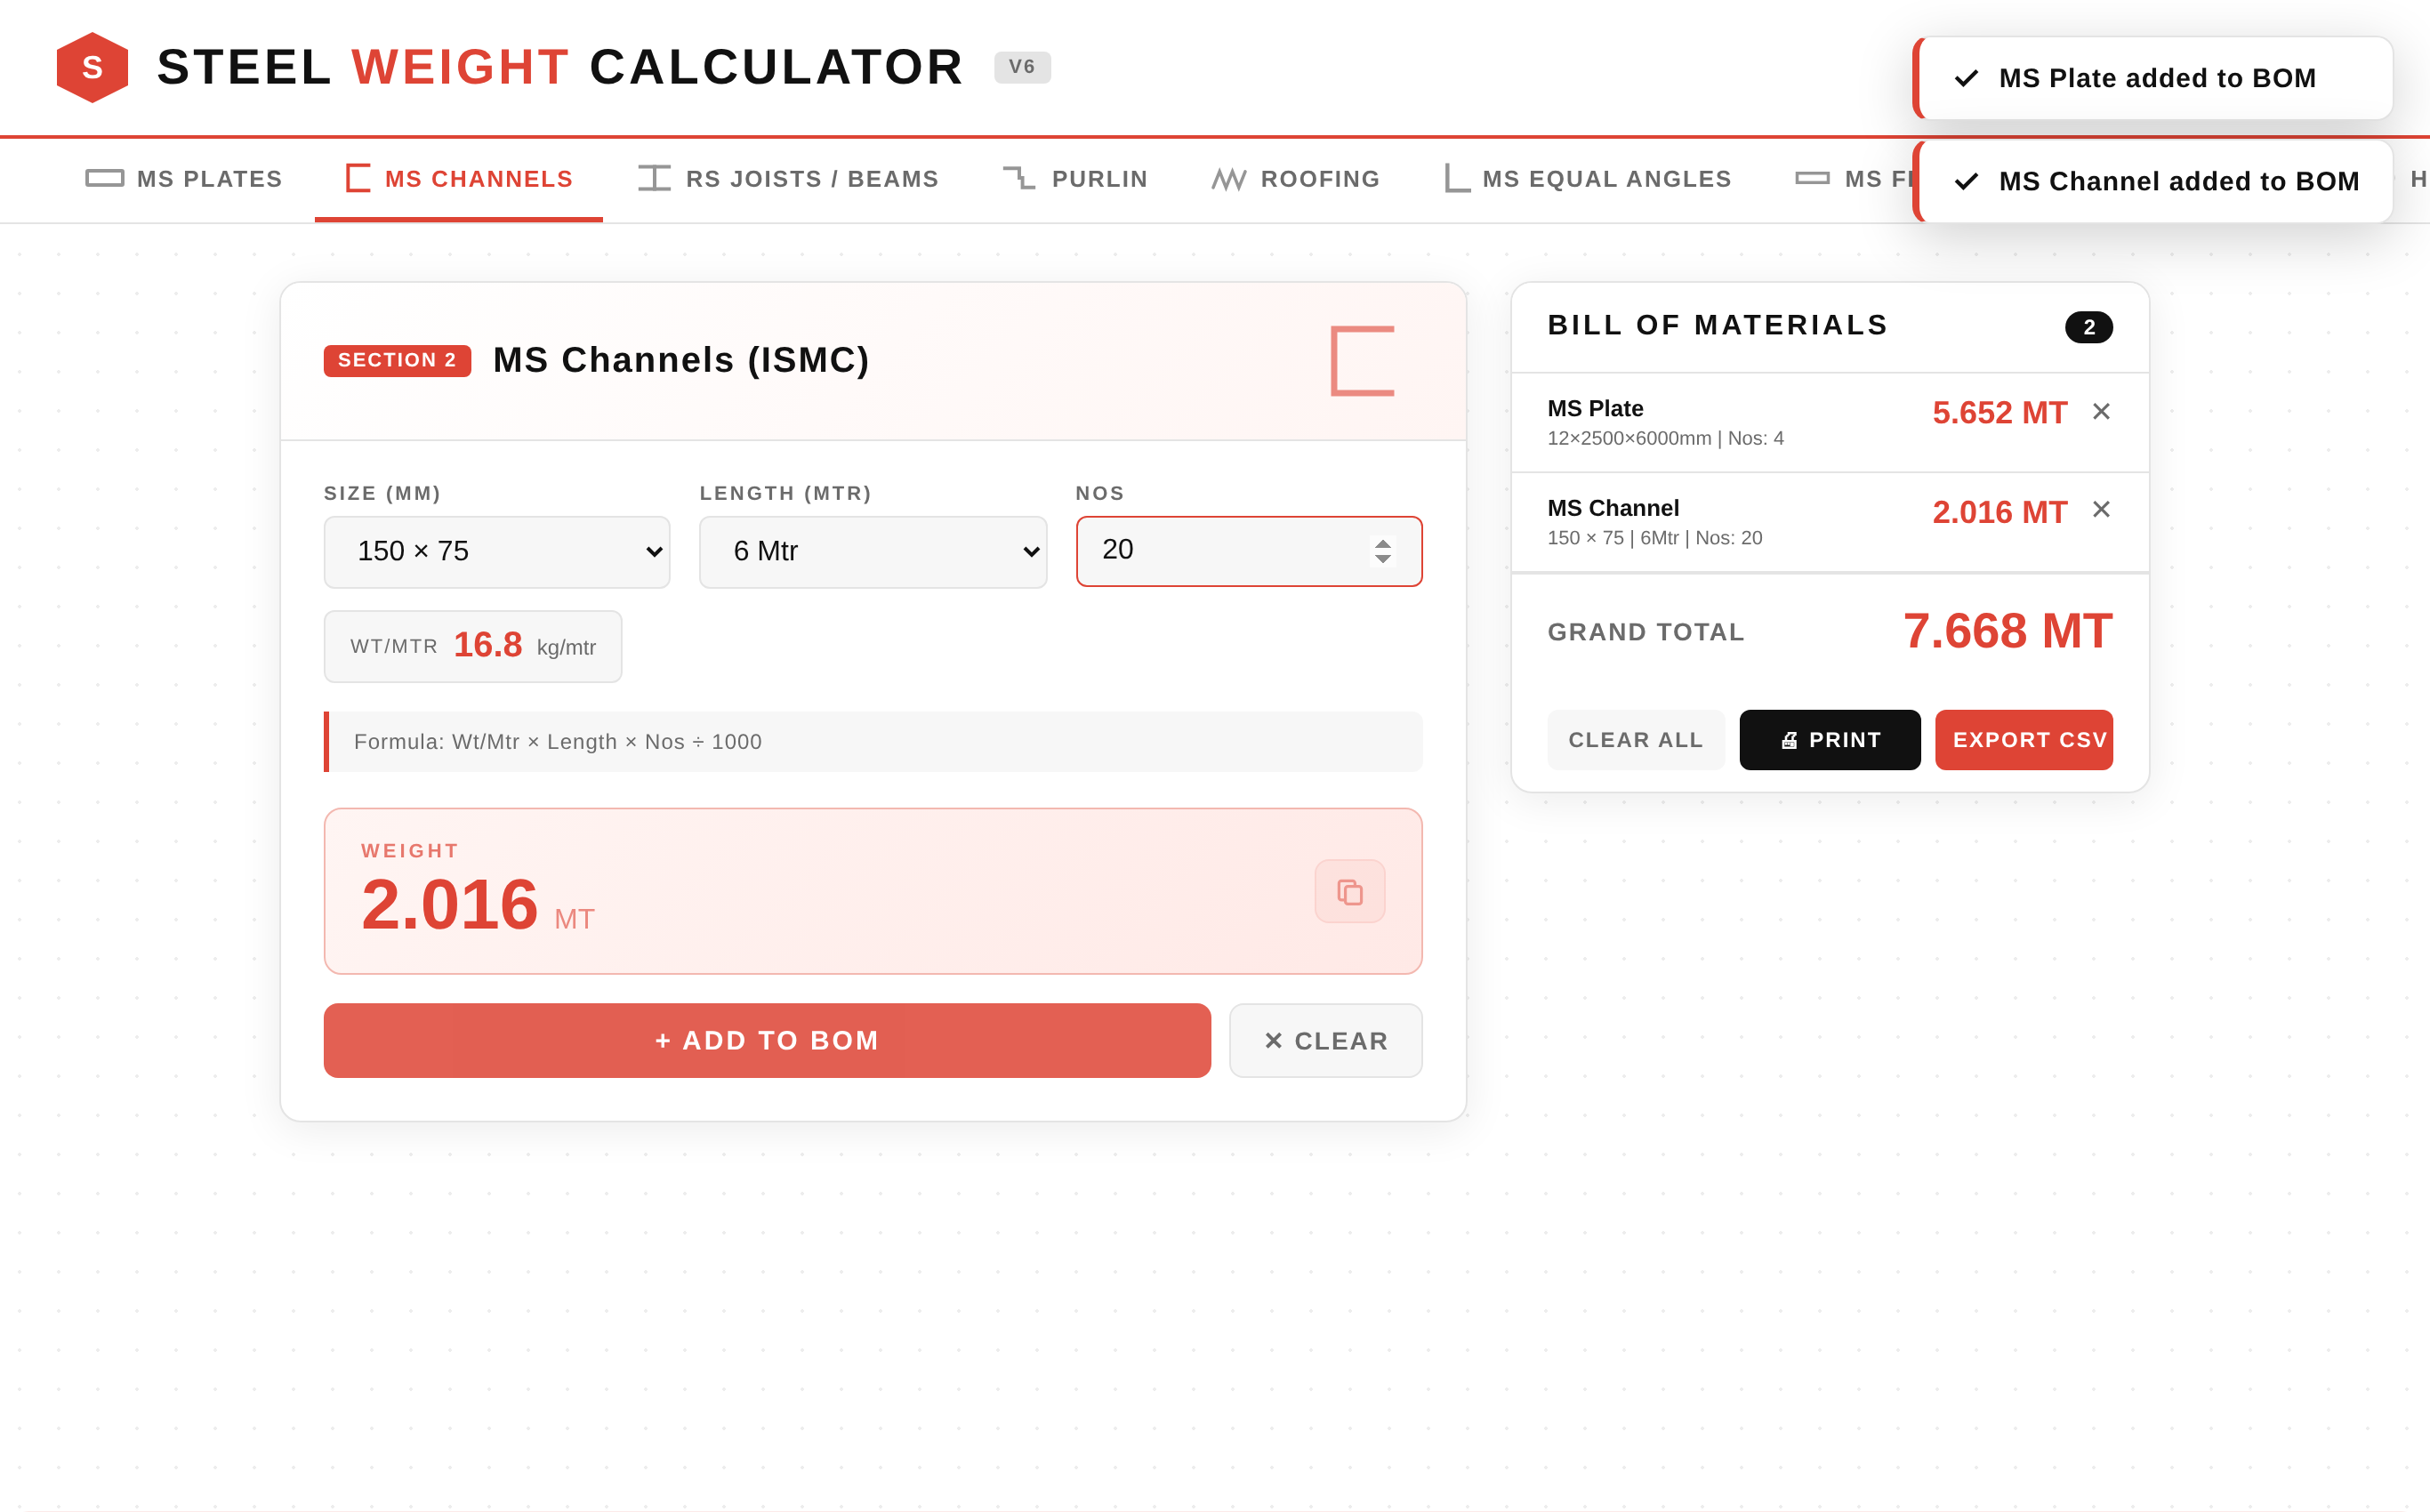 S
STEEL WEIGHT CALCULATOR V6
✓ MS Plate added to BOM
✓ MS Channel added to BOM
MS PLATES MS CHANNELS RS JOISTS / BEAMS PURLIN ROOFING MS EQUAL ANGLES MS
SECTION 2 MS Channels (ISMC)
SIZE (MM) LENGTH (MTR) NOS
150 × 75 6 Mtr 20
WT/MTR 16.8 kg/mtr
Formula: Wt/Mtr × Length × Nos ÷ 1000
WEIGHT
2.016 MT
+ ADD TO BOM ✕ CLEAR
BILL OF MATERIALS 2
MS Plate 5.652 MT ✕
12×2500×6000mm | Nos: 4
MS Channel 2.016 MT ✕
150 × 75 | 6Mtr | Nos: 20
GRAND TOTAL 7.668 MT
CLEAR ALL 🖨 PRINT EXPORT CSV